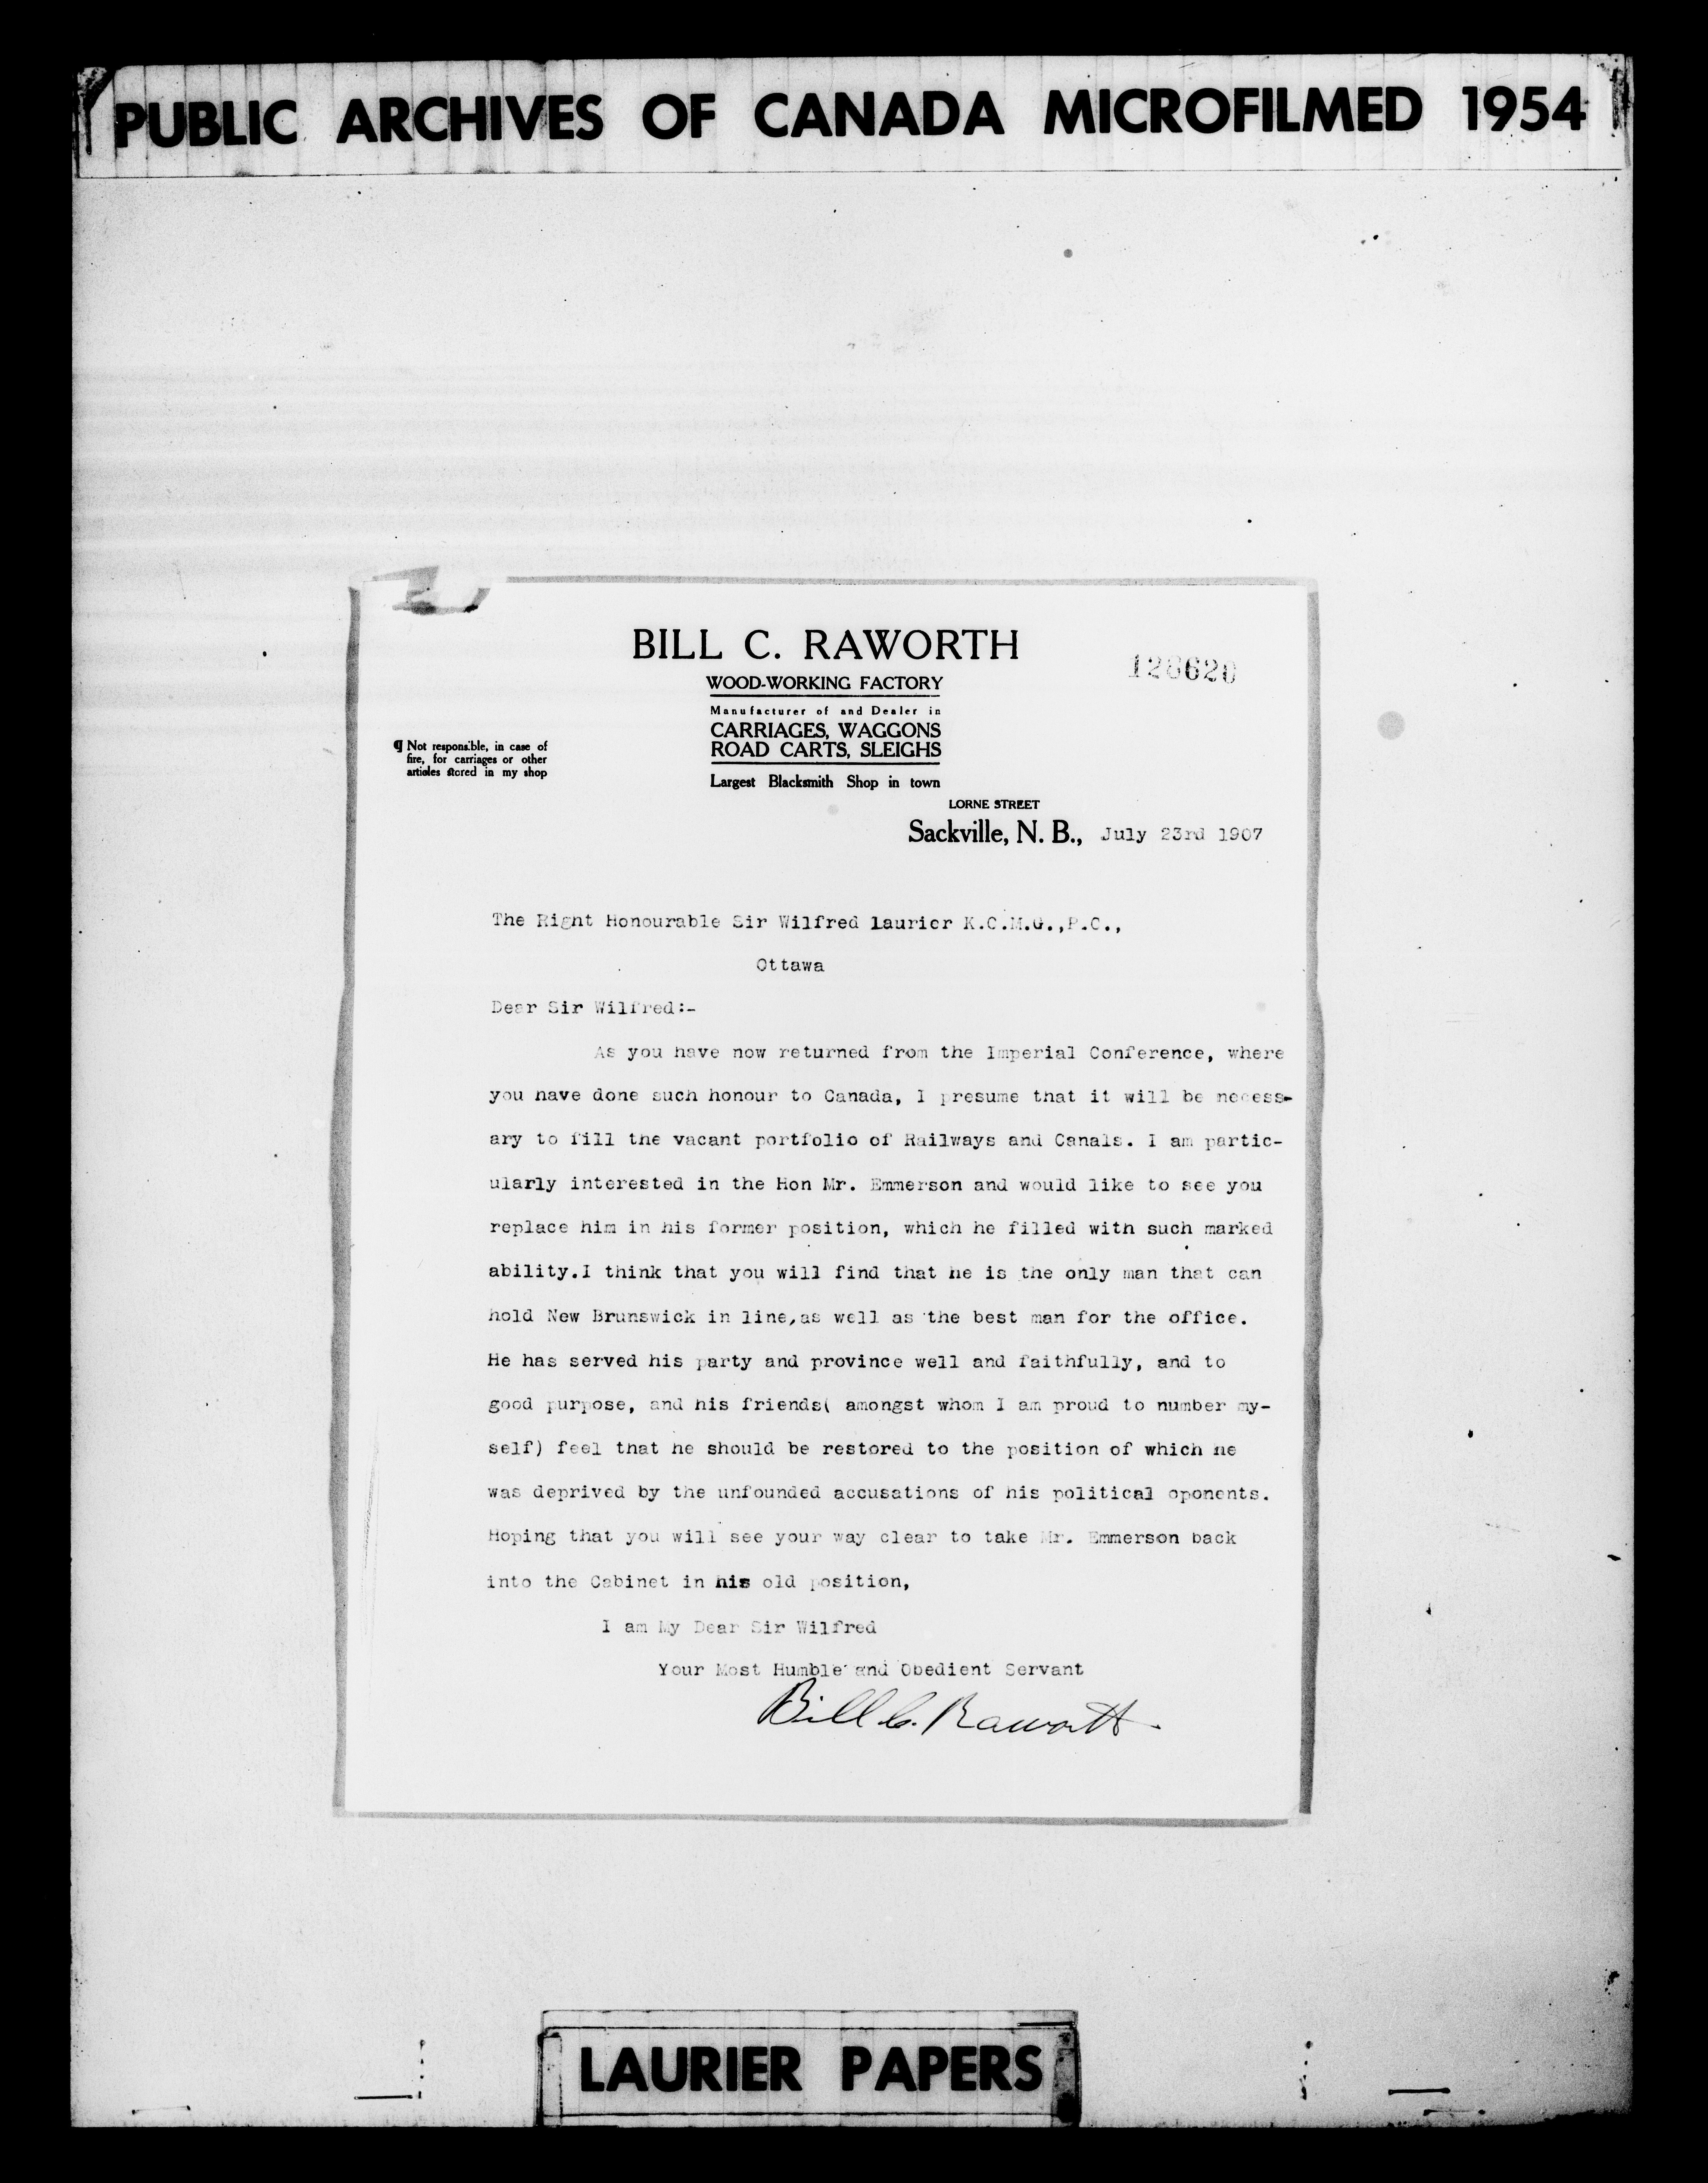 PUBLIC ARCHIVES OF CANADA MICROFILMED 1954
BILL C. RAWORTH
128620
WOOD-WORKING FACTORY
Manufacturer of and Dealer in
CARRIAGES, WAGGONS
ROAD CARTS, SLEIGHS
¶ Not responsible, in case of
fire, for carriages or other
articles stored in my shop
Largest Blacksmith Shop in town
LORNE STREET
Sackville, N. B., July 23rd 1907
The Right Honourable Sir Wilfred laurier K.C.M.G.,P.C.,
Ottawa
Dear Sir Wilfred:-
As you have now returned from the Imperial Conference, where
you have done such honour to Canada, I presume that it will be necess-
ary to fill the vacant portfolio of Railways and Canals. I am partic-
ularly interested in the Hon Mr. Emmerson and would like to see you
replace him in his former position, which he filled with such marked
ability.I think that you will find that he is the only man that can
hold New Brunswick in line,as well as the best man for the office.
He has served his party and province well and faithfully, and to
good purpose, and his friends( amongst whom I am proud to number my-
self) feel that he should be restored to the position of which he
was deprived by the unfounded accusations of his political oponents.
Hoping that you will see your way clear to take Mr. Emmerson back
into the Cabinet in his old position,
I am My Dear Sir Wilfred
Your Most Humble and Obedient Servant
Bill C. Raworth
LAURIER PAPERS